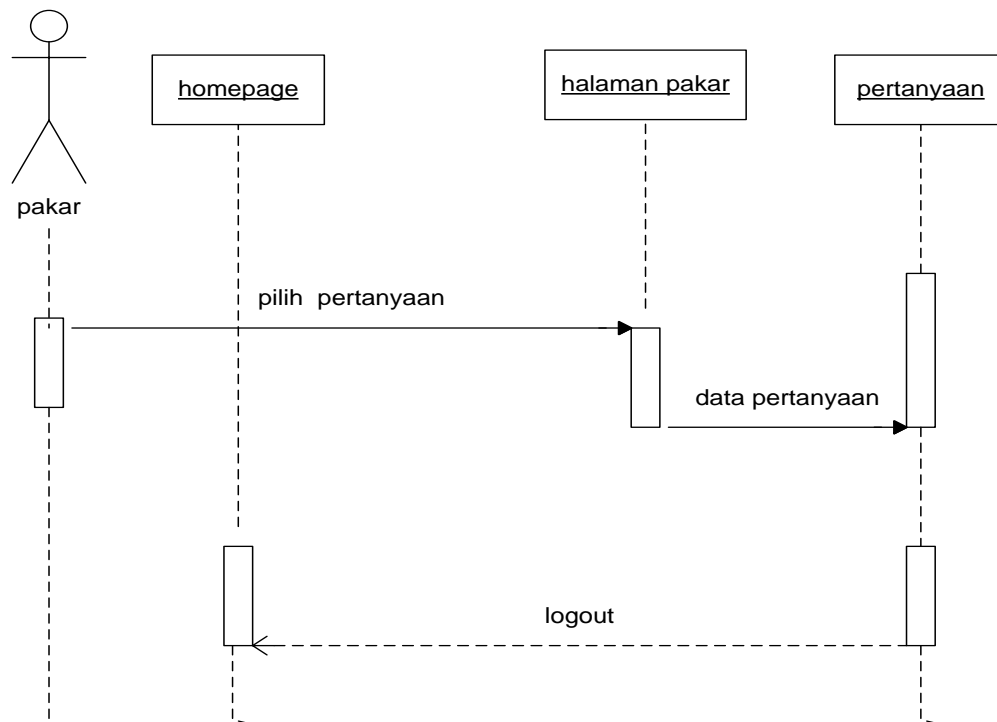 homepage
halaman pakar
pertanyaan
pakar
pilih  pertanyaan
data pertanyaan
logout